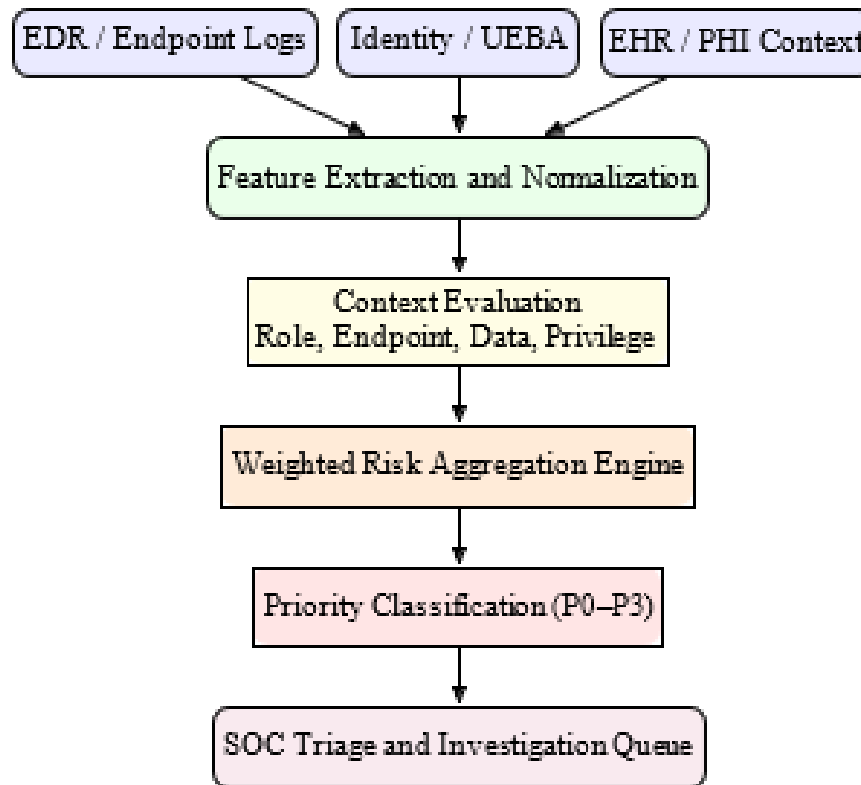 EDR / Endpoint Logs
Identity / UEBA
EHR / PHI Context
Feature Extraction and Normalization
Context Evaluation
Role, Endpoint, Data, Privilege
Weighted Risk Aggregation Engine
Priority Classification (P0–P3)
SOC Triage and Investigation Queue